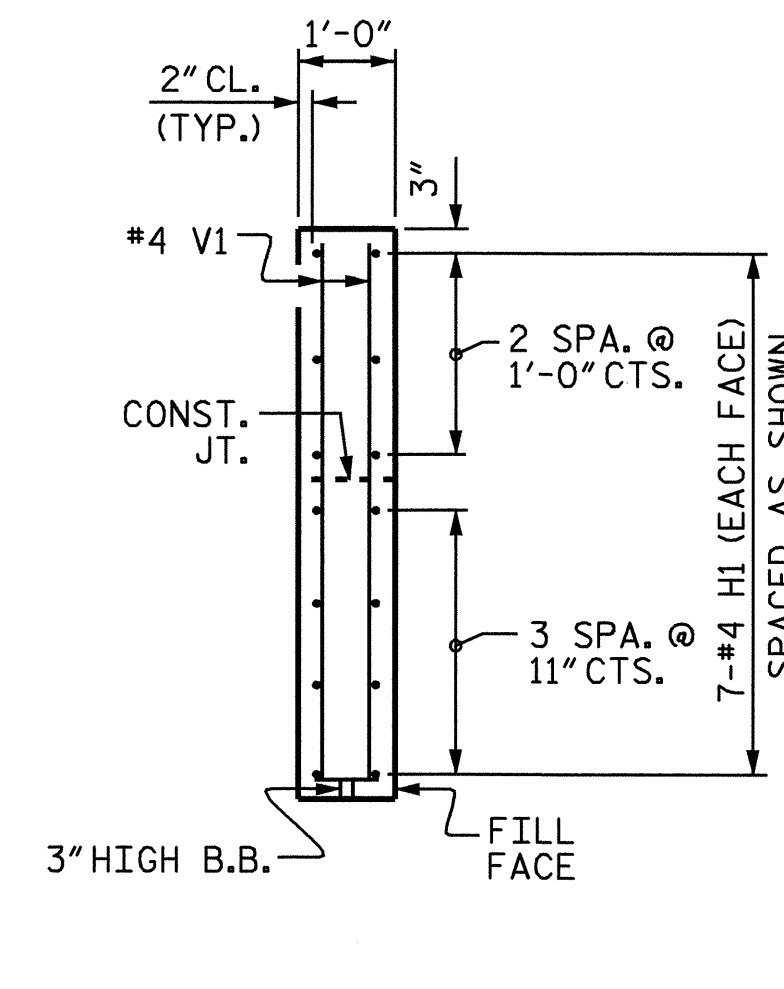 1'-0"
2" CL.
(TYP.)
3"
#4 V1
2 SPA. @
1'-0" CTS.
CONST.
JT.
7-#4 H1 (EACH FACE)
SPACED AS SHOWN
3 SPA. @
11" CTS.
3" HIGH B.B.
FILL
FACE